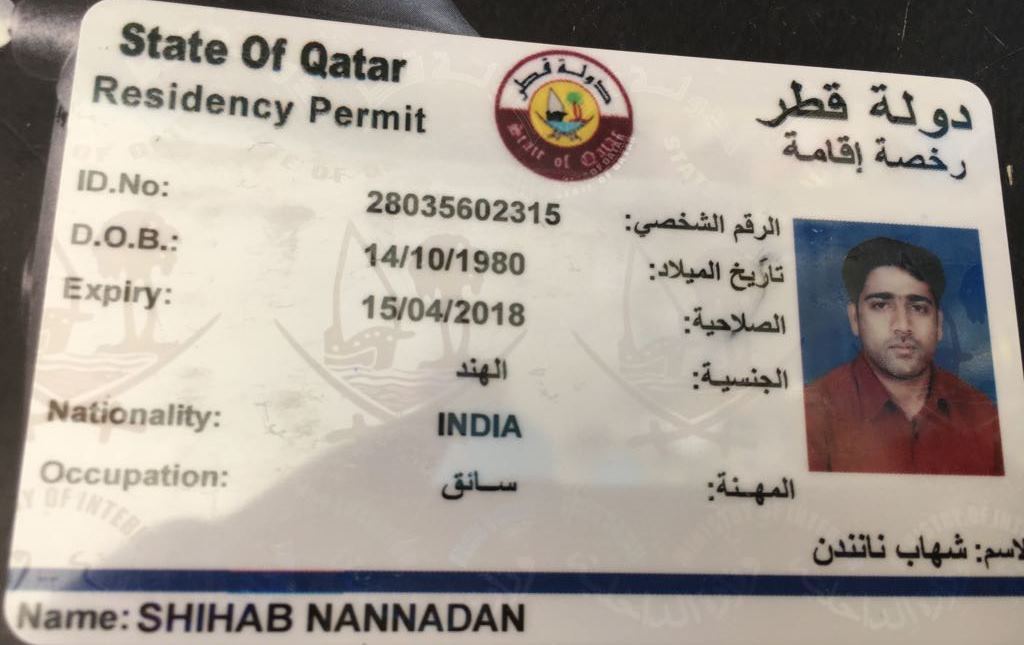 State Of Qatar
دولة قطر
Residency Permit
رخصة إقامة
دولة قطر
State of Qatar
ID.No: 28035602315 الرقم الشخصي:
D.O.B.: 14/10/1980 تاريخ الميلاد:
Expiry: 15/04/2018 الصلاحية:
الهند الجنسية:
Nationality: INDIA
Occupation: سائق المهنة:
الاسم: شهاب نانندن
Name: SHIHAB NANNADAN